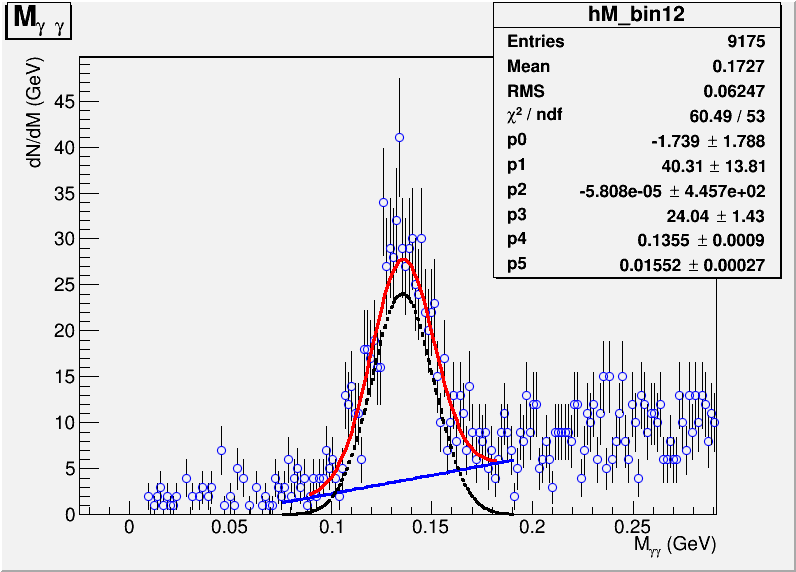 M γ γ
hM_bin12
Entries 9175
Mean 0.1727
RMS 0.06247
χ² / ndf 60.49 / 53
p0 -1.739 ± 1.788
p1 40.31 ± 13.81
p2 -5.808e-05 ± 4.457e+02
p3 24.04 ± 1.43
p4 0.1355 ± 0.0009
p5 0.01552 ± 0.00027
dN/dM (GeV)
45
40
35
30
25
20
15
10
5
0
0 0.05 0.1 0.15 0.2 0.25
Mγγ (GeV)